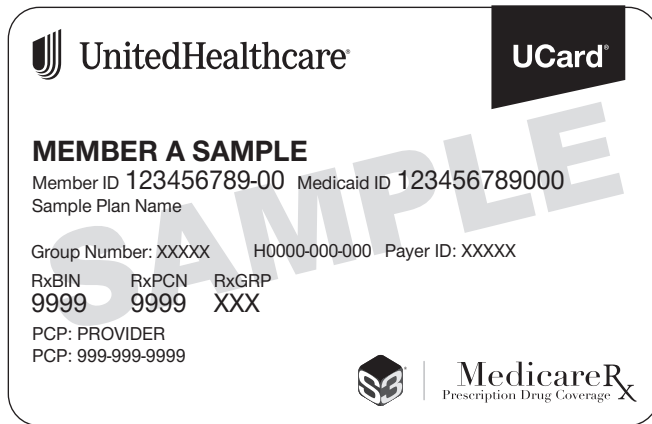 UnitedHealthcare®
UCard®
MEMBER A SAMPLE
Member ID 123456789-00 Medicaid ID 123456789000
Sample Plan Name
SAMPLE
Group Number: XXXXX H0000-000-000 Payer ID: XXXXX
RxBIN RxPCN RxGRP
9999 9999 XXX
PCP: PROVIDER
PCP: 999-999-9999
S3
MedicareRx
Prescription Drug Coverage